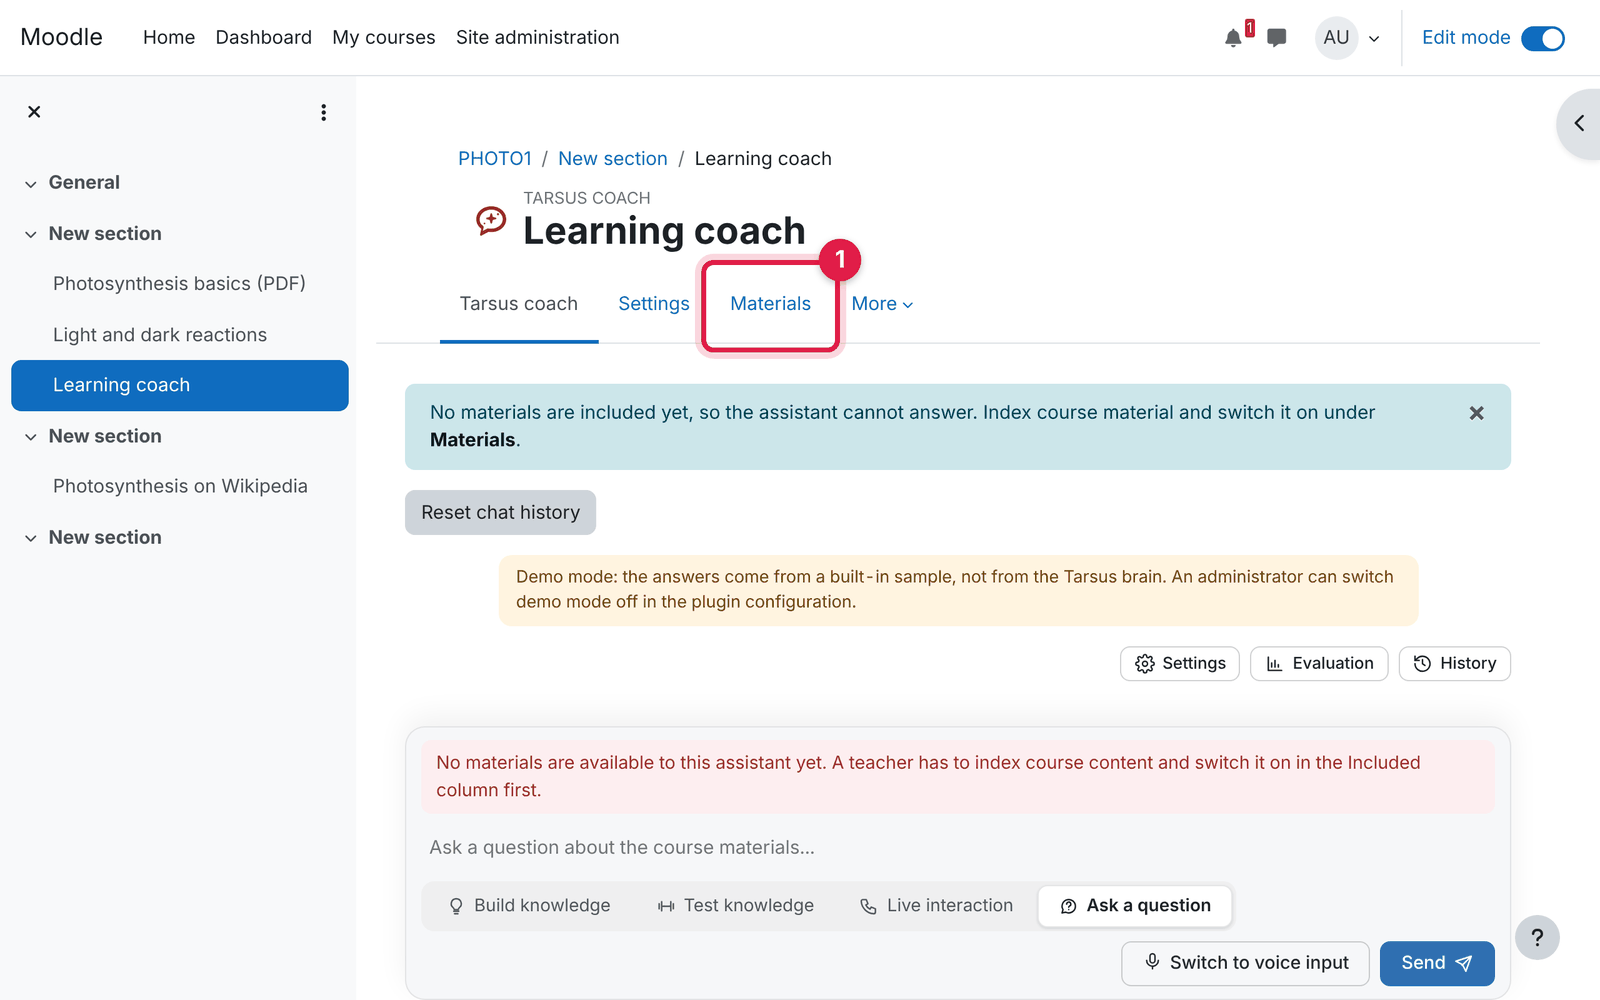 Moodle
Home
Dashboard
My courses
Site administration
1
AU
Edit mode
General
New section
Photosynthesis basics (PDF)
Light and dark reactions
Learning coach
New section
Photosynthesis on Wikipedia
New section
PHOTO1 / New section / Learning coach
TARSUS COACH
Learning coach
1
Tarsus coach
Settings
Materials
More
No materials are included yet, so the assistant cannot answer. Index course material and switch it on under
Materials.
Reset chat history
Demo mode: the answers come from a built-in sample, not from the Tarsus brain. An administrator can switch
demo mode off in the plugin configuration.
Settings
Evaluation
History
No materials are available to this assistant yet. A teacher has to index course content and switch it on in the Included
column first.
Ask a question about the course materials...
Build knowledge
Test knowledge
Live interaction
Ask a question
?
Switch to voice input
Send